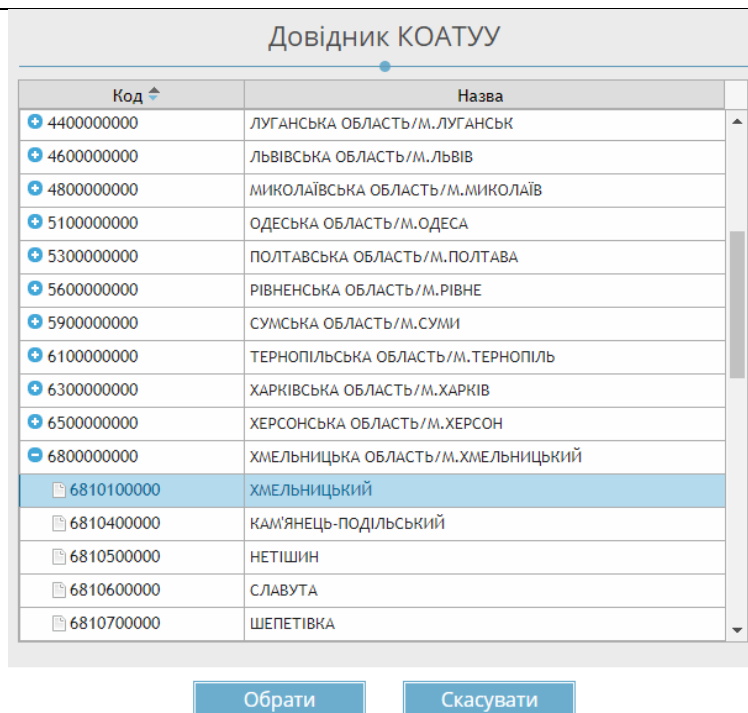 Довідник КОАТУУ
Код Назва
4400000000 ЛУГАНСЬКА ОБЛАСТЬ/М.ЛУГАНСЬК
4600000000 ЛЬВІВСЬКА ОБЛАСТЬ/М.ЛЬВІВ
4800000000 МИКОЛАЇВСЬКА ОБЛАСТЬ/М.МИКОЛАЇВ
5100000000 ОДЕСЬКА ОБЛАСТЬ/М.ОДЕСА
5300000000 ПОЛТАВСЬКА ОБЛАСТЬ/М.ПОЛТАВА
5600000000 РІВНЕНСЬКА ОБЛАСТЬ/М.РІВНЕ
5900000000 СУМСЬКА ОБЛАСТЬ/М.СУМИ
6100000000 ТЕРНОПІЛЬСЬКА ОБЛАСТЬ/М.ТЕРНОПІЛЬ
6300000000 ХАРКІВСЬКА ОБЛАСТЬ/М.ХАРКІВ
6500000000 ХЕРСОНСЬКА ОБЛАСТЬ/М.ХЕРСОН
6800000000 ХМЕЛЬНИЦЬКА ОБЛАСТЬ/М.ХМЕЛЬНИЦЬКИЙ
6810100000 ХМЕЛЬНИЦЬКИЙ
6810400000 КАМ'ЯНЕЦЬ-ПОДІЛЬСЬКИЙ
6810500000 НЕТІШИН
6810600000 СЛАВУТА
6810700000 ШЕПЕТІВКА
Обрати Скасувати